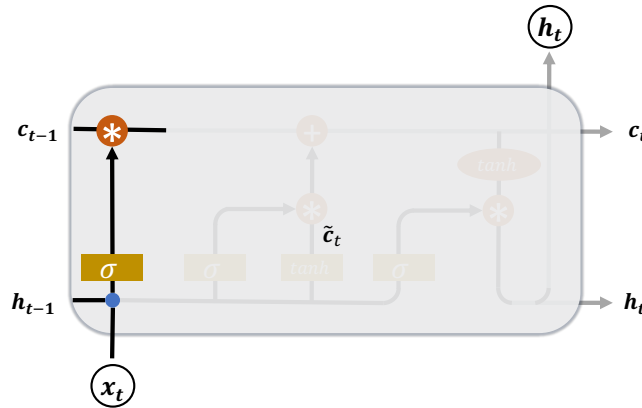 h_t
c_{t-1} * + c_t
tanh
* *
c̃_t
σ σ tanh σ
h_{t-1} h_t
x_t